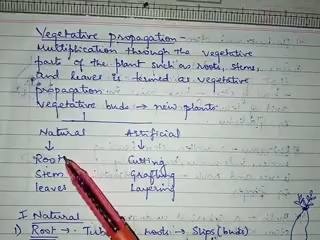 Vegetative propagation -
Multiplication through the vegetative
part of the plant such as roots, stems,
and leaves is termed as vegetative
propagation.
Vegetative buds → new plants
Natural Artificial
↓ ↓
Root Cutting
Stem Grafting
leaves Layering
I Natural
1) Root → roots → Slips (buds)